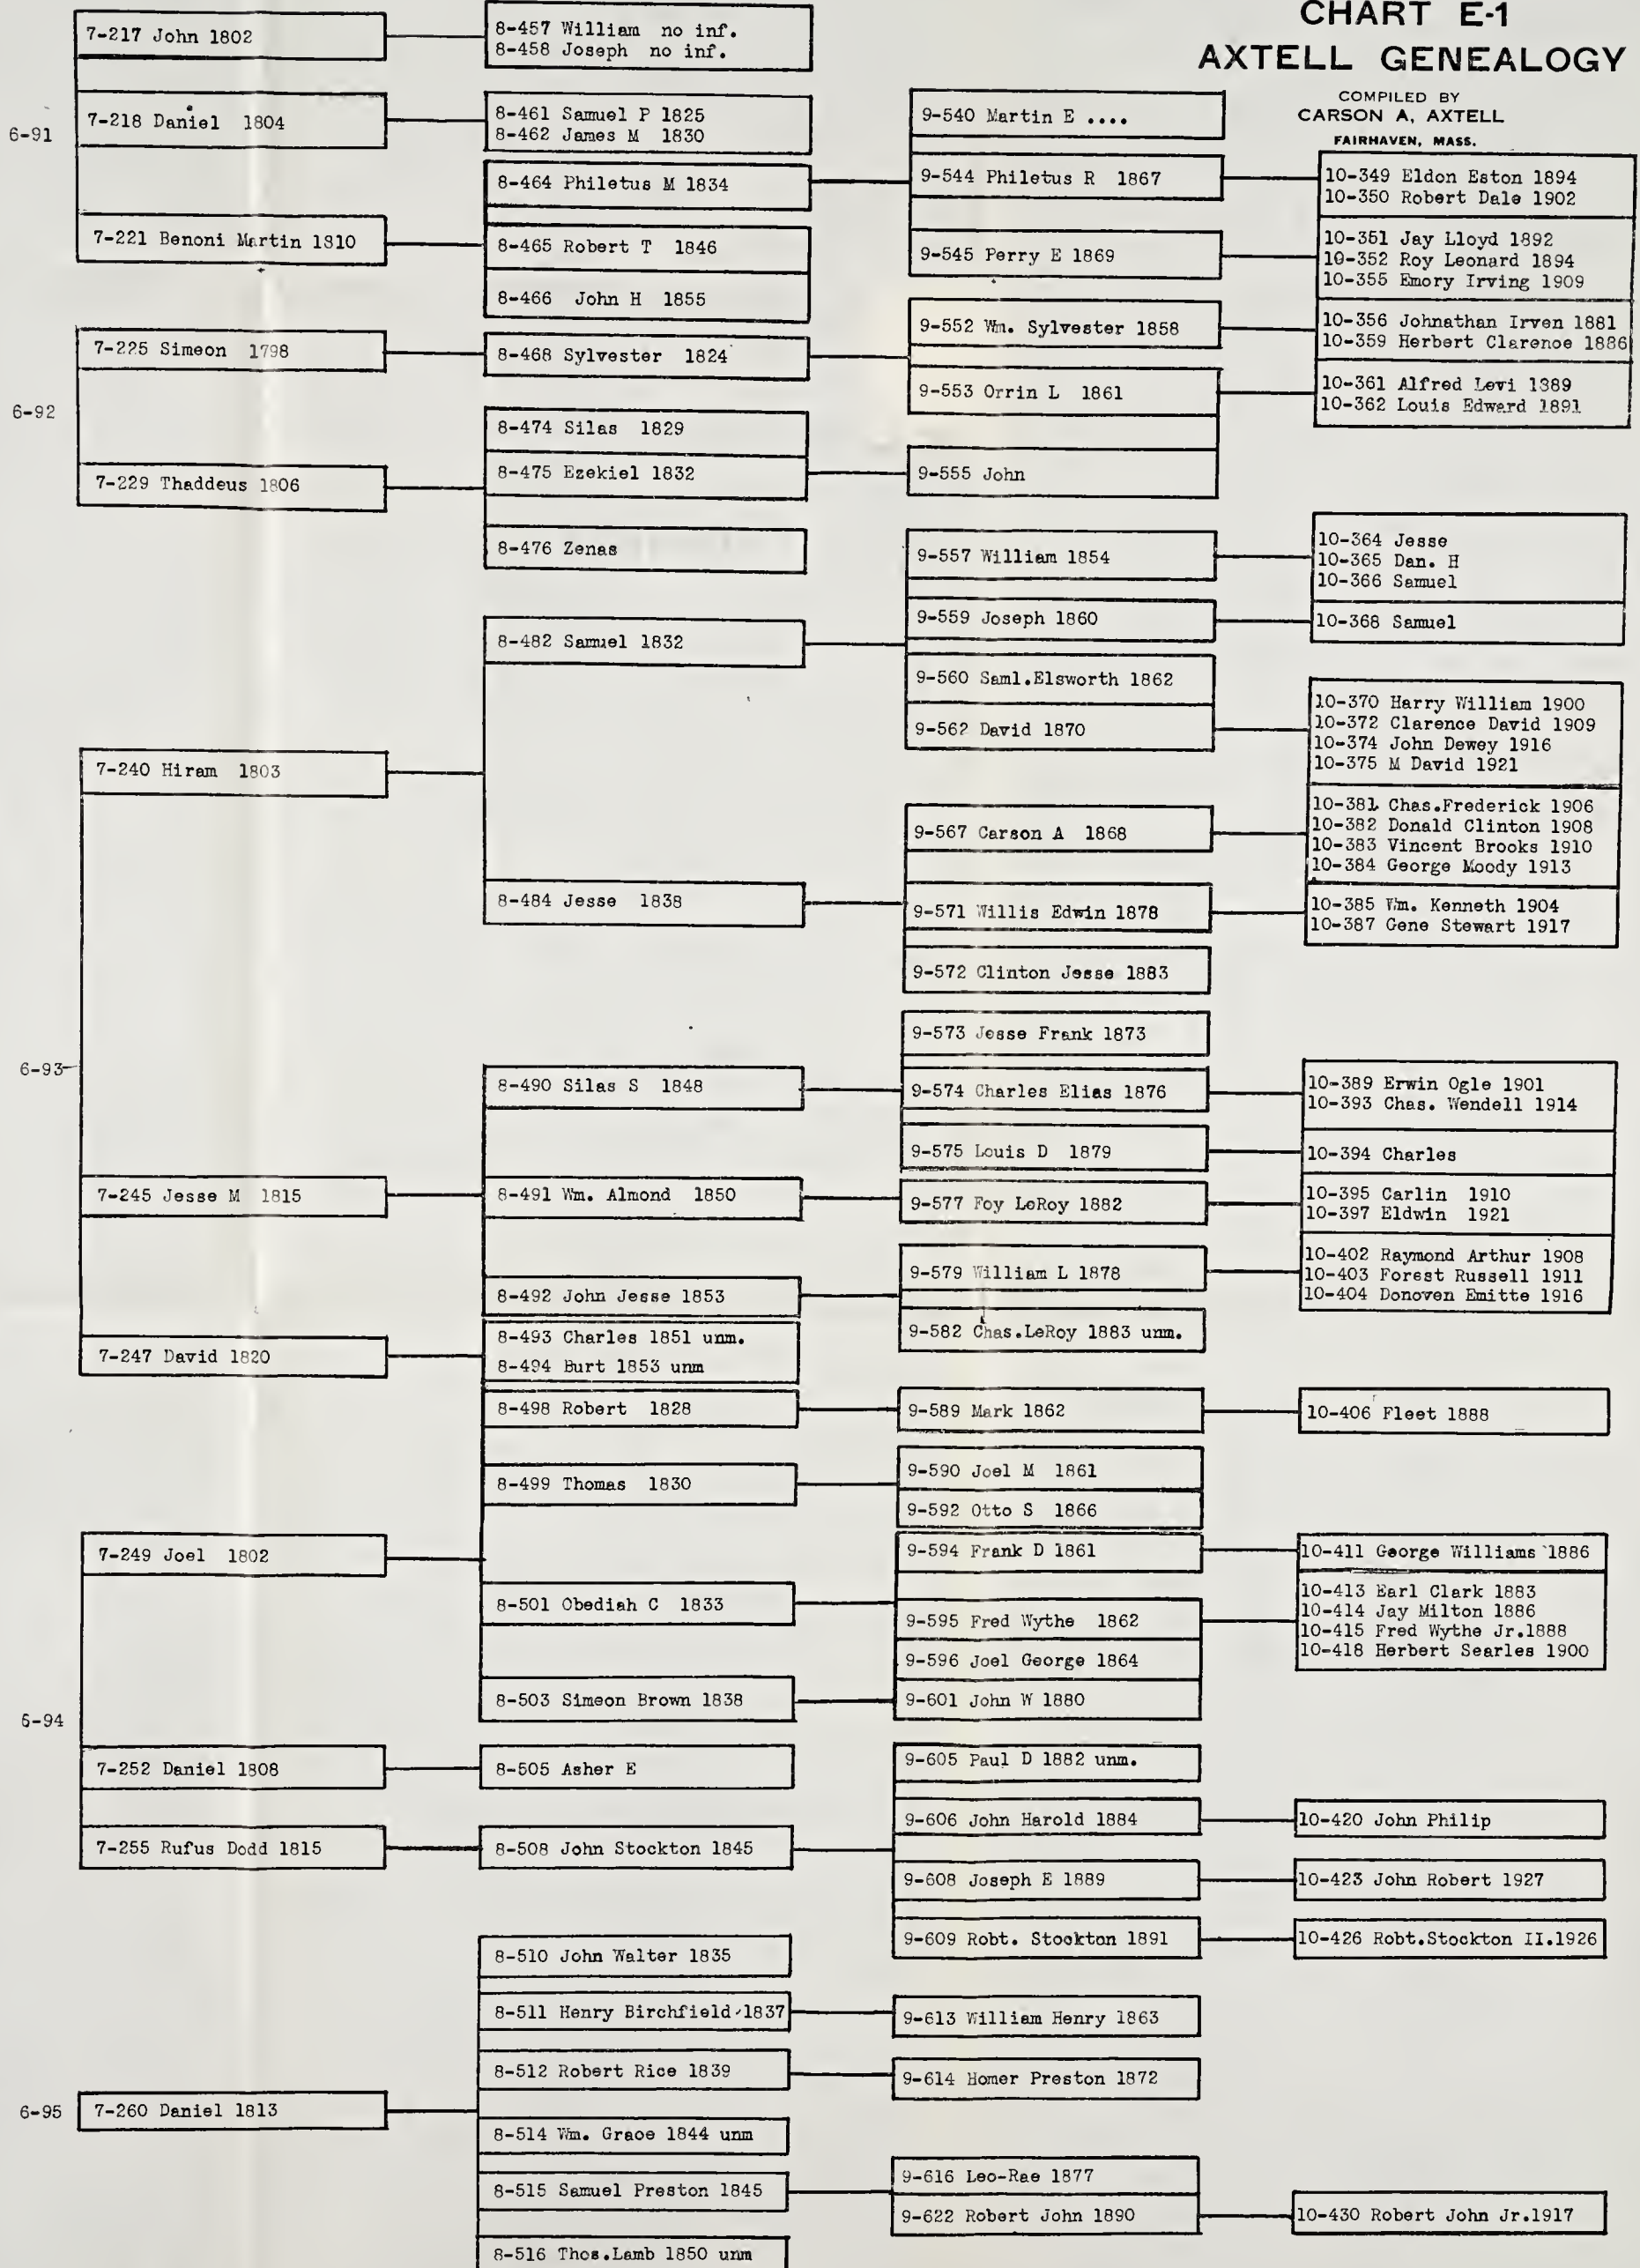 CHART E-1
AXTELL GENEALOGY
COMPILED BY
CARSON A, AXTELL
FAIRHAVEN, MASS.
6-91
7-217 John 1802
7-218 Daniel 1804
7-221 Benoni Martin 1810
8-457 William no inf.
8-458 Joseph no inf.
8-461 Samuel P 1825
8-462 James M 1830
8-464 Philetus M 1834
8-465 Robert T 1846
8-466 John H 1855
9-540 Martin E ....
9-544 Philetus R 1867
9-545 Perry E 1869
10-349 Eldon Eston 1894
10-350 Robert Dale 1902
10-351 Jay Lloyd 1892
10-352 Roy Leonard 1894
10-355 Emory Irving 1909
6-92
7-225 Simeon 1798
7-229 Thaddeus 1806
8-468 Sylvester 1824
8-474 Silas 1829
8-475 Ezekiel 1832
8-476 Zenas
9-552 Wm. Sylvester 1858
9-553 Orrin L 1861
9-555 John
10-356 Johnathan Irven 1881
10-359 Herbert Clarence 1886
10-361 Alfred Levi 1889
10-362 Louis Edward 1891
6-93
7-240 Hiram 1803
7-245 Jesse M 1815
7-247 David 1820
8-482 Samuel 1832
8-484 Jesse 1838
8-490 Silas S 1848
8-491 Wm. Almond 1850
8-492 John Jesse 1853
8-493 Charles 1851 unm.
8-494 Burt 1853 unm
9-557 William 1854
9-559 Joseph 1860
9-560 Saml.Elsworth 1862
9-562 David 1870
9-567 Carson A 1868
9-571 Willis Edwin 1878
9-572 Clinton Jesse 1883
9-573 Jesse Frank 1873
9-574 Charles Elias 1876
9-575 Louis D 1879
9-577 Foy LeRoy 1882
9-579 William L 1878
9-582 Chas.LeRoy 1883 unm.
10-364 Jesse
10-365 Dan. H
10-366 Samuel
10-368 Samuel
10-370 Harry William 1900
10-372 Clarence David 1909
10-374 John Dewey 1916
10-375 M David 1921
10-381 Chas.Frederick 1906
10-382 Donald Clinton 1908
10-383 Vincent Brooks 1910
10-384 George Moody 1913
10-385 Wm. Kenneth 1904
10-387 Gene Stewart 1917
10-389 Erwin Ogle 1901
10-393 Chas. Wendell 1914
10-394 Charles
10-395 Carlin 1910
10-397 Eldwin 1921
10-402 Raymond Arthur 1908
10-403 Forest Russell 1911
10-404 Donoven Emitte 1916
6-94
7-249 Joel 1802
7-252 Daniel 1808
7-255 Rufus Dodd 1815
8-498 Robert 1828
8-499 Thomas 1830
8-501 Obediah C 1833
8-503 Simeon Brown 1838
8-505 Asher E
8-508 John Stockton 1845
9-589 Mark 1862
9-590 Joel M 1861
9-592 Otto S 1866
9-594 Frank D 1861
9-595 Fred Wythe 1862
9-596 Joel George 1864
9-601 John W 1880
9-605 Paul D 1882 unm.
9-606 John Harold 1884
9-608 Joseph E 1889
9-609 Robt. Stockton 1891
10-406 Fleet 1888
10-411 George Williams 1886
10-413 Earl Clark 1883
10-414 Jay Milton 1886
10-415 Fred Wythe Jr.1888
10-418 Herbert Searles 1900
10-420 John Philip
10-423 John Robert 1927
10-426 Robt.Stockton II.1926
6-95
7-260 Daniel 1813
8-510 John Walter 1835
8-511 Henry Birchfield 1837
8-512 Robert Rice 1839
8-514 Wm. Grace 1844 unm
8-515 Samuel Preston 1845
8-516 Thos.Lamb 1850 unm
9-613 William Henry 1863
9-614 Homer Preston 1872
9-616 Leo-Rae 1877
9-622 Robert John 1890
10-430 Robert John Jr.1917